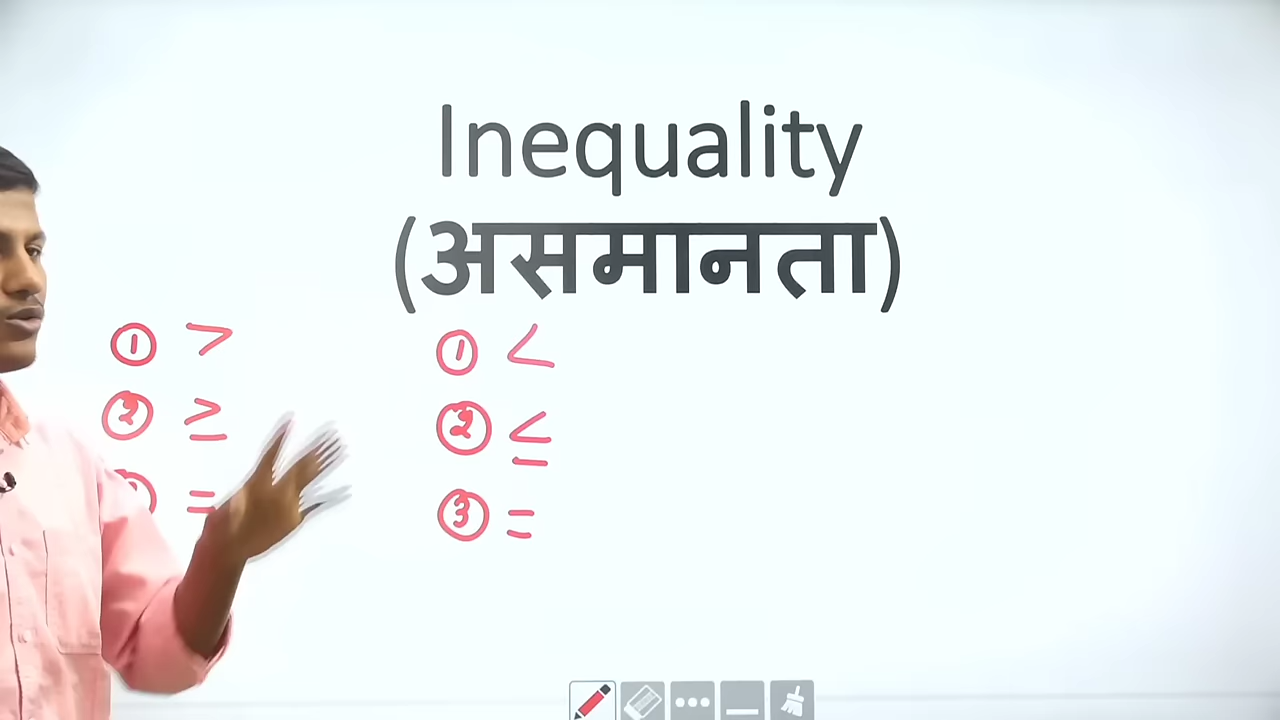 Inequality
(असमानता)
① > ① <
② ≥ ② ≤
= ③ =